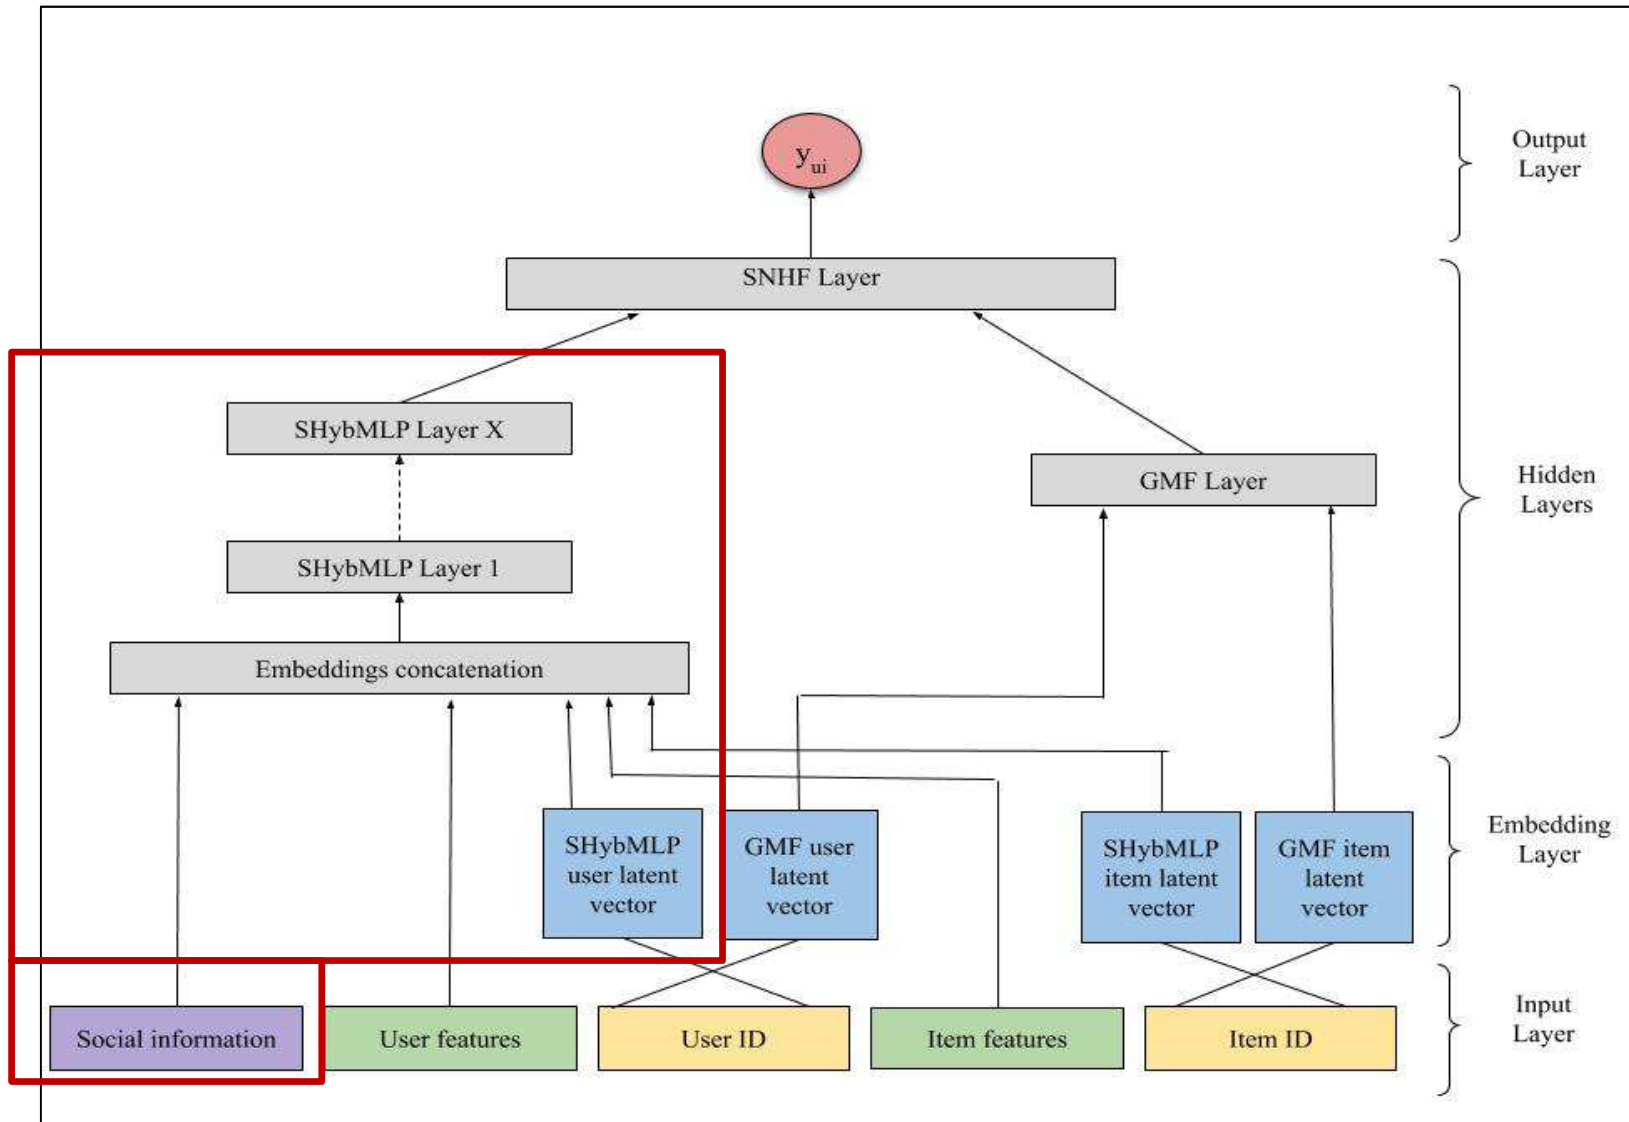 y_ui
Output
Layer
SNHF Layer
SHybMLP Layer X
GMF Layer
Hidden
Layers
SHybMLP Layer 1
Embeddings concatenation
SHybMLP
user latent
vector
GMF user
latent
vector
SHybMLP
item latent
vector
GMF item
latent
vector
Embedding
Layer
Social information
User features
User ID
Item features
Item ID
Input
Layer